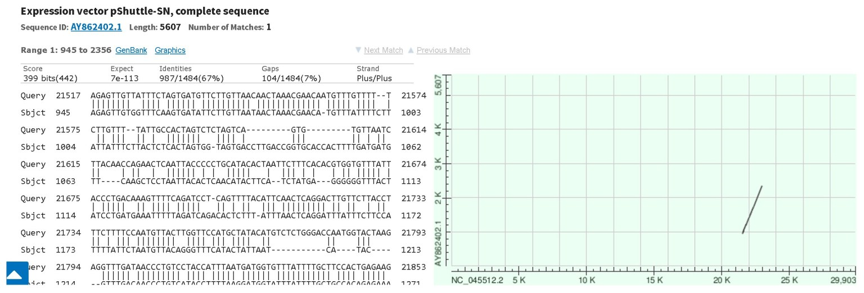 Expression vector pShuttle-SN, complete sequence
Sequence ID: AY862402.1 Length: 5607 Number of Matches: 1
Range 1: 945 to 2356 GenBank Graphics Next Match Previous Match
Score Expect Identities Gaps Strand
399 bits(442) 7e-113 987/1484(67%) 104/1484(7%) Plus/Plus
Query 21517 AGAGTTGTTATTTCTAGTGATGTTCTTGTTAACAACTAAACGAACAATGTTTGTTTT--T 21574
Sbjct 945 AGAGTTGTGGTTTCAAGTGATATTCTTGTTAATAACTAAACGAACA-TGTTTATTTTCTT 1003
Query 21575 CTTGTTT--TATTGCCACTAGTCTCTAGTCA---------GTG---------TGTTAATC 21614
Sbjct 1004 ATTATTTCTTACTCTCACTAGTGG-TAGTGACCTTGACCGGTGCACCACTTTTGATGATG 1062
Query 21615 TTACAACCAGAACTCAATTACCCCCTGCATACACTAATTCTTTCACACGTGGTGTTTATT 21674
Sbjct 1063 TT----CAAGCTCCTAATTACACTCAACATACTTCA--TCTATGA---GGGGGGTTTACT 1113
Query 21675 ACCCTGACAAAGTTTTCAGATCCT-CAGTTTTACATTCAACTCAGGACTTGTTCTTACCT 21733
Sbjct 1114 ATCCTGATGAAATTTTTAGATCAGACACTCTTT-ATTTAACTCAGGATTTATTTCTTCCA 1172
Query 21734 TTCTTTTCCAATGTTACTTGGTTCCATGCTATACATGTCTCTGGGACCAATGGTACTAAG 21793
Sbjct 1173 TTTTATTCTAATGTTACAGGGTTTCATACTATTAAT-----------CA----TAC---- 1213
Query 21794 AGGTTTGATAACCCTGTCCTACCATTTAATGATGGTGTTTATTTTGCTTCCACTGAGAAG 21853
5,607
4 K
3 K
2 K
AY862402.1
NC_045512.2 5 K 10 K 15 K 20 K 25 K 29,903